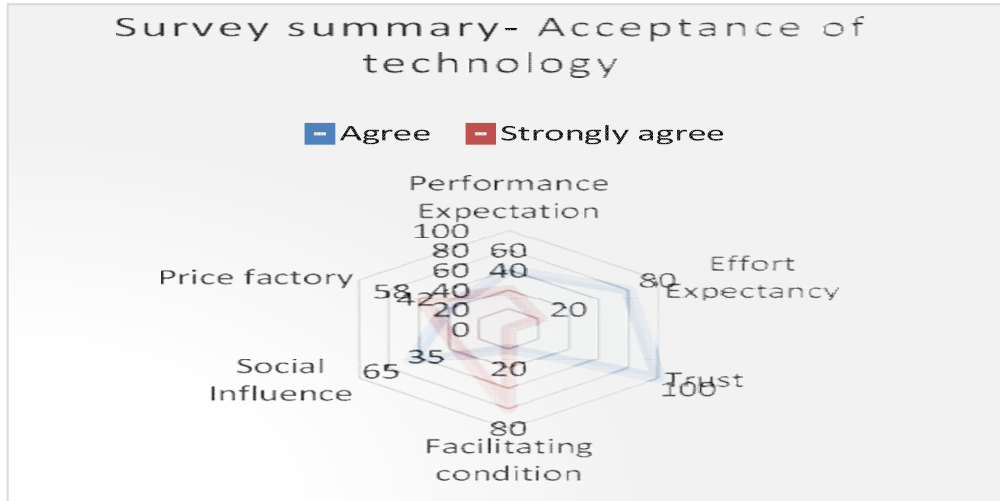 Survey summary- Acceptance of
technology
Agree
Strongly agree
Performance
Expectation
100
80
60
60
40
40
20
0
Effort
Expectancy
80
20
Trust
100
20
80
Facilitating
condition
Social
Influence
65
35
Price factory
58
42